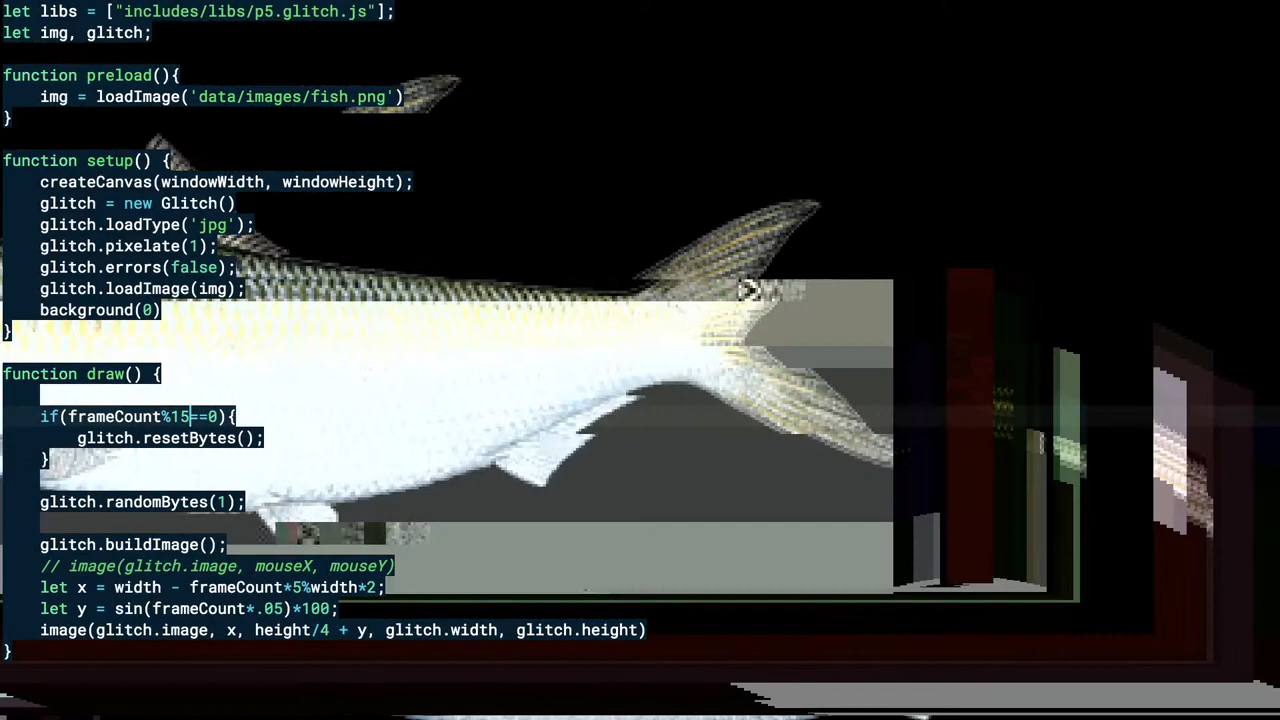 let libs = ["includes/libs/p5.glitch.js"];
let img, glitch;
function preload(){
img = loadImage('data/images/fish.png')
}
function setup() {
createCanvas(windowWidth, windowHeight);
glitch = new Glitch()
glitch.loadType('jpg');
glitch.pixelate(1);
glitch.errors(false);
glitch.loadImage(img);
background(0)
}
function draw() {
if(frameCount%15==0){
glitch.resetBytes();
}
glitch.randomBytes(1);
glitch.buildImage();
// image(glitch.image, mouseX, mouseY)
let x = width - frameCount*5%width*2;
let y = sin(frameCount*.05)*100;
image(glitch.image, x, height/4 + y, glitch.width, glitch.height)
}